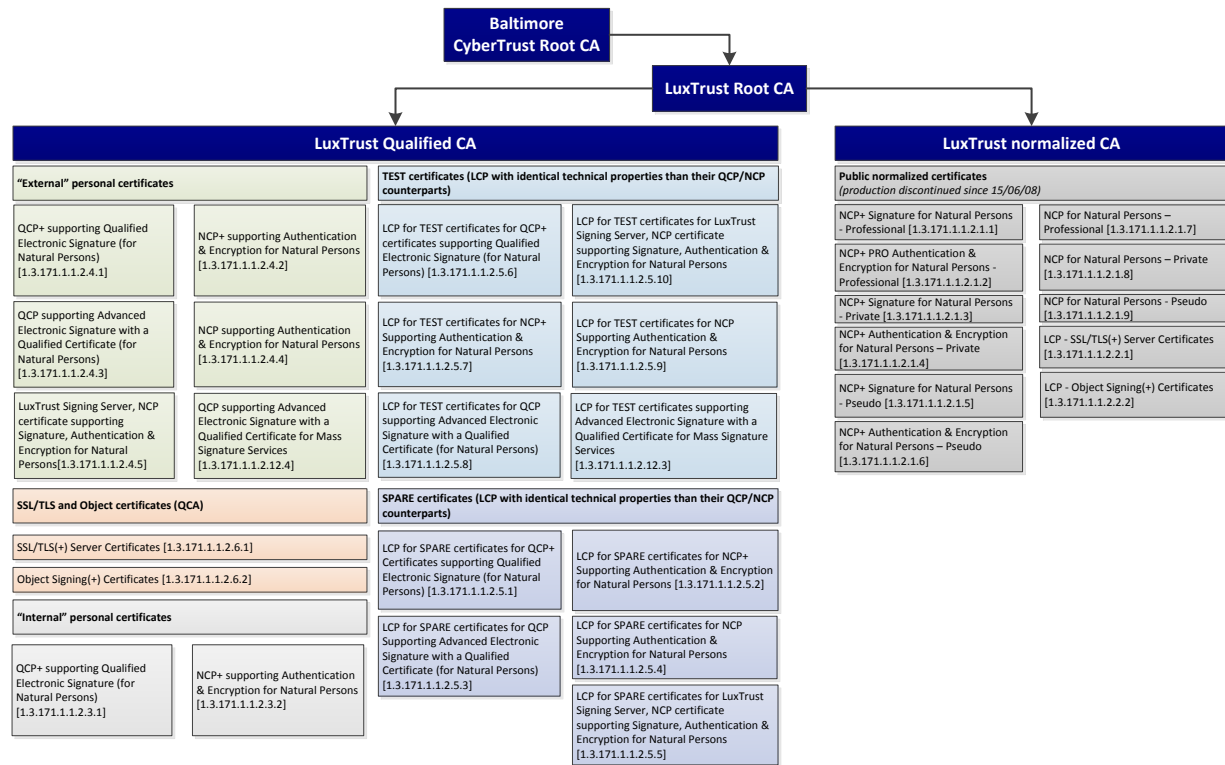 Baltimore
CyberTrust Root CA
LuxTrust Root CA
LuxTrust Qualified CA
“External” personal certificates
QCP+ supporting Qualified
Electronic Signature (for
Natural Persons)
[1.3.171.1.1.2.4.1]
NCP+ supporting Authentication
& Encryption for Natural Persons
[1.3.171.1.1.2.4.2]
QCP supporting Advanced
Electronic Signature with a
Qualified Certificate (for
Natural Persons)
[1.3.171.1.1.2.4.3]
NCP supporting Authentication
& Encryption for Natural Persons
[1.3.171.1.1.2.4.4]
LuxTrust Signing Server, NCP
certificate supporting
Signature, Authentication &
Encryption for Natural
Persons[1.3.171.1.1.2.4.5]
QCP supporting Advanced
Electronic Signature with a
Qualified Certificate for Mass
Signature Services
[1.3.171.1.1.2.12.4]
SSL/TLS and Object certificates (QCA)
SSL/TLS(+) Server Certificates [1.3.171.1.1.2.6.1]
Object Signing(+) Certificates [1.3.171.1.1.2.6.2]
“Internal” personal certificates
QCP+ supporting Qualified
Electronic Signature (for
Natural Persons)
[1.3.171.1.1.2.3.1]
NCP+ supporting Authentication
& Encryption for Natural Persons
[1.3.171.1.1.2.3.2]
TEST certificates (LCP with identical technical properties than their QCP/NCP
counterparts)
LCP for TEST certificates for QCP+
certificates supporting Qualified
Electronic Signature (for Natural
Persons) [1.3.171.1.1.2.5.6]
LCP for TEST certificates for LuxTrust
Signing Server, NCP certificate
supporting Signature, Authentication &
Encryption for Natural Persons
[1.3.171.1.1.2.5.10]
LCP for TEST certificates for NCP+
Supporting Authentication &
Encryption for Natural Persons
[1.3.171.1.1.2.5.7]
LCP for TEST certificates for NCP
Supporting Authentication &
Encryption for Natural Persons
[1.3.171.1.1.2.5.9]
LCP for TEST certificates for QCP
supporting Advanced Electronic
Signature with a Qualified
Certificate (for Natural Persons)
[1.3.171.1.1.2.5.8]
LCP for TEST certificates supporting
Advanced Electronic Signature with a
Qualified Certificate for Mass Signature
Services
[1.3.171.1.1.2.12.3]
SPARE certificates (LCP with identical technical properties than their QCP/NCP
counterparts)
LCP for SPARE certificates for QCP+
Certificates supporting Qualified
Electronic Signature (for Natural
Persons) [1.3.171.1.1.2.5.1]
LCP for SPARE certificates for NCP+
Supporting Authentication & Encryption
for Natural Persons [1.3.171.1.1.2.5.2]
LCP for SPARE certificates for QCP
Supporting Advanced Electronic
Signature with a Qualified
Certificate (for Natural Persons)
[1.3.171.1.1.2.5.3]
LCP for SPARE certificates for NCP
Supporting Authentication &
Encryption for Natural Persons
[1.3.171.1.1.2.5.4]
LCP for SPARE certificates for LuxTrust
Signing Server, NCP certificate
supporting Signature, Authentication &
Encryption for Natural Persons
[1.3.171.1.1.2.5.5]
LuxTrust normalized CA
Public normalized certificates
(production discontinued since 15/06/08)
NCP+ Signature for Natural Persons
- Professional [1.3.171.1.1.2.1.1]
NCP for Natural Persons –
Professional [1.3.171.1.1.2.1.7]
NCP+ PRO Authentication &
Encryption for Natural Persons -
Professional [1.3.171.1.1.2.1.2]
NCP for Natural Persons – Private
[1.3.171.1.1.2.1.8]
NCP+ Signature for Natural Persons
- Private [1.3.171.1.1.2.1.3]
NCP for Natural Persons - Pseudo
[1.3.171.1.1.2.1.9]
NCP+ Authentication & Encryption
for Natural Persons – Private
[1.3.171.1.1.2.1.4]
LCP - SSL/TLS(+) Server Certificates
[1.3.171.1.1.2.2.1]
NCP+ Signature for Natural Persons
- Pseudo [1.3.171.1.1.2.1.5]
LCP - Object Signing(+) Certificates
[1.3.171.1.1.2.2.2]
NCP+ Authentication & Encryption
for Natural Persons – Pseudo
[1.3.171.1.1.2.1.6]